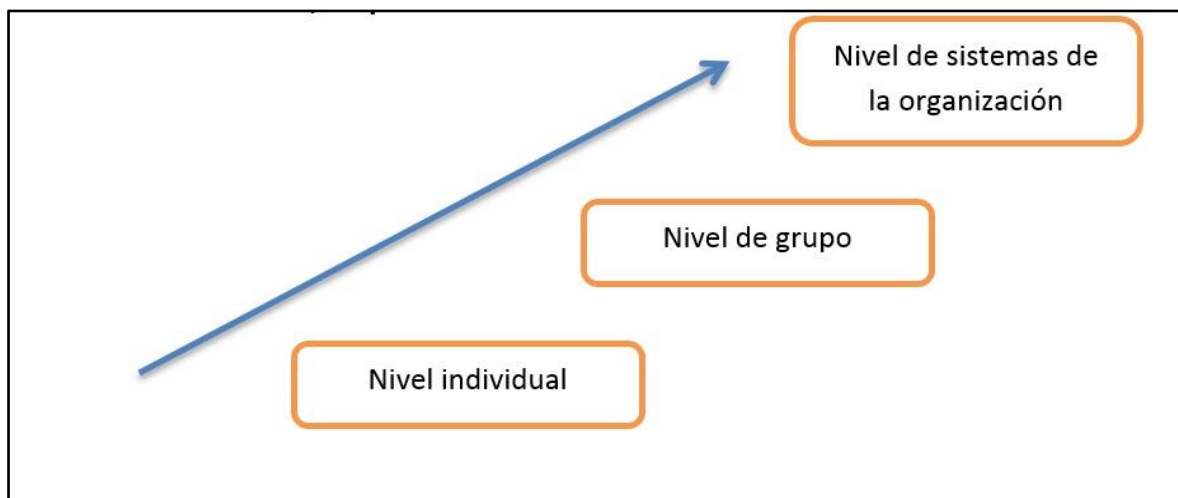 Nivel de sistemas de
la organización
Nivel de grupo
Nivel individual